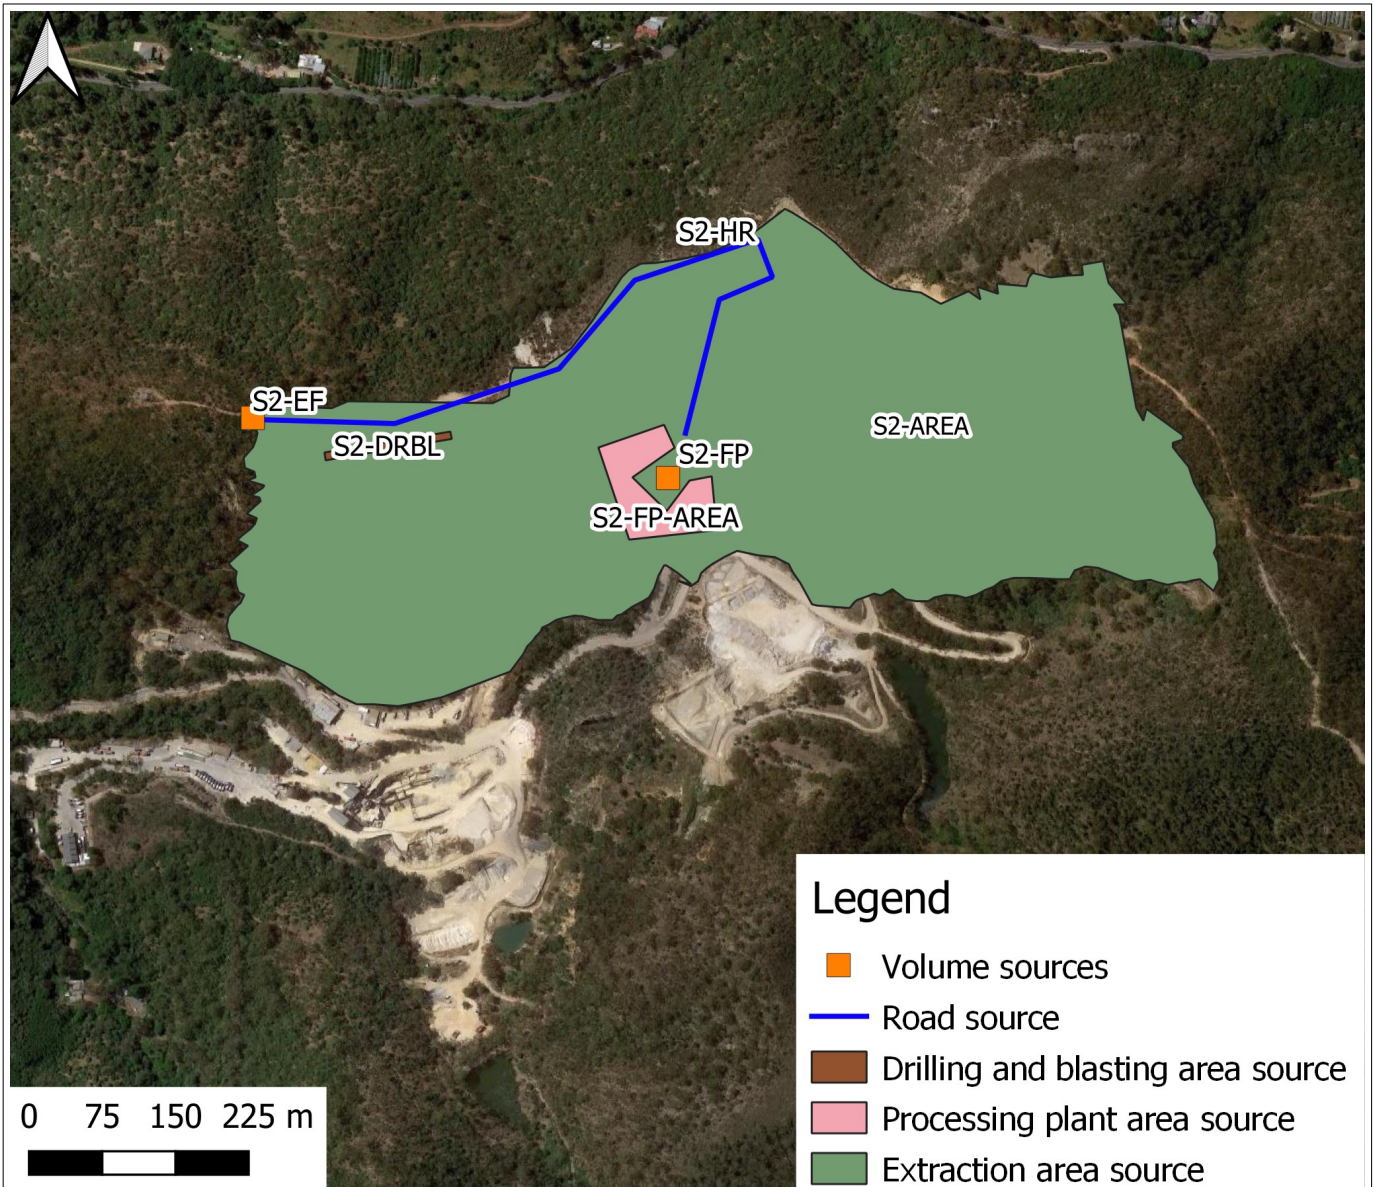 S2-HR
S2-EF
S2-DRBL
S2-AREA
S2-FP
S2-FP-AREA
Legend
Volume sources
Road source
Drilling and blasting area source
Processing plant area source
Extraction area source
0 75 150 225 m